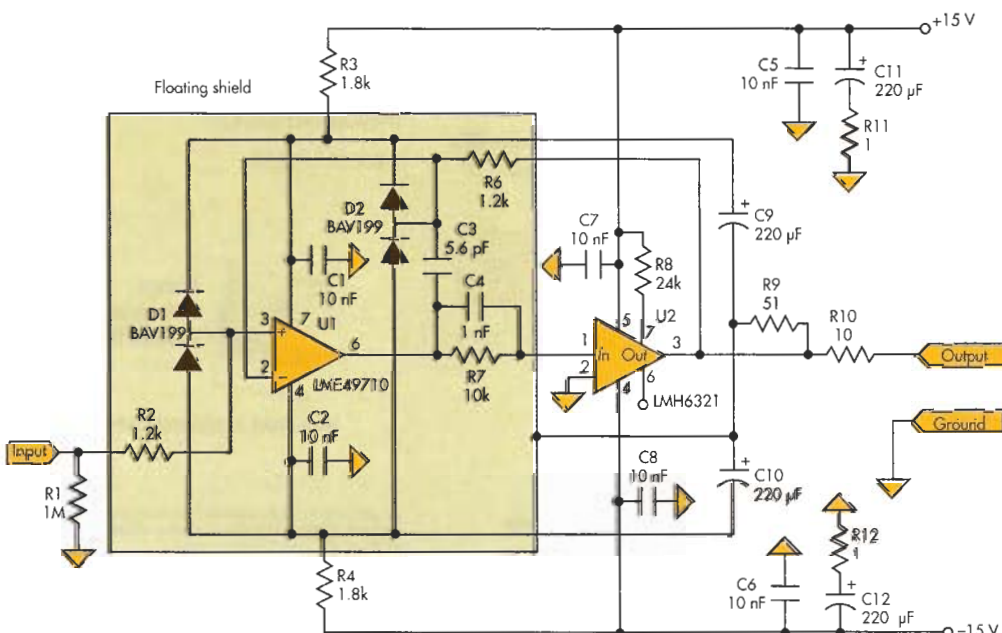 +15 V
R3
1.8k
C5
10 nF
C11
220 µF
+
R11
1
Floating shield
R6
1.2k
D2
BAV199
C3
5.6 pF
C7
10 nF
R8
24k
+
C9
220 µF
C1
10 nF
C4
1 nF
R9
51
R10
10
D1
BAV199
3
+
7
U1
6
2
−
4
LME49710
R7
10k
1
In
Out
5
7
U2
3
2
4
6
LMH6321
Output
Ground
R2
1.2k
C2
10 nF
Input
R1
1M
C8
10 nF
+
C10
220 µF
R12
1
R4
1.8k
C6
10 nF
+
C12
220 µF
−15 V